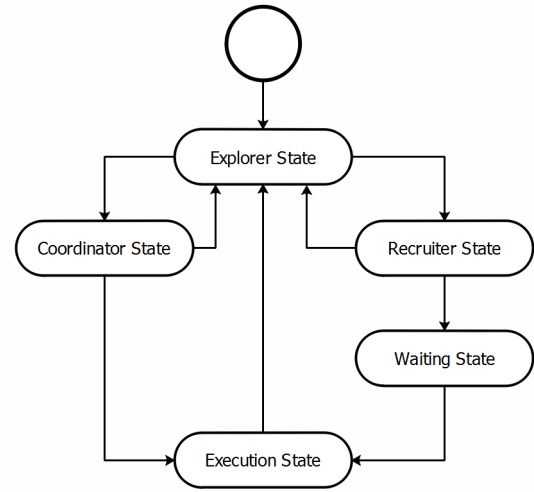 Explorer State
Coordinator State
Recruiter State
Waiting State
Execution State